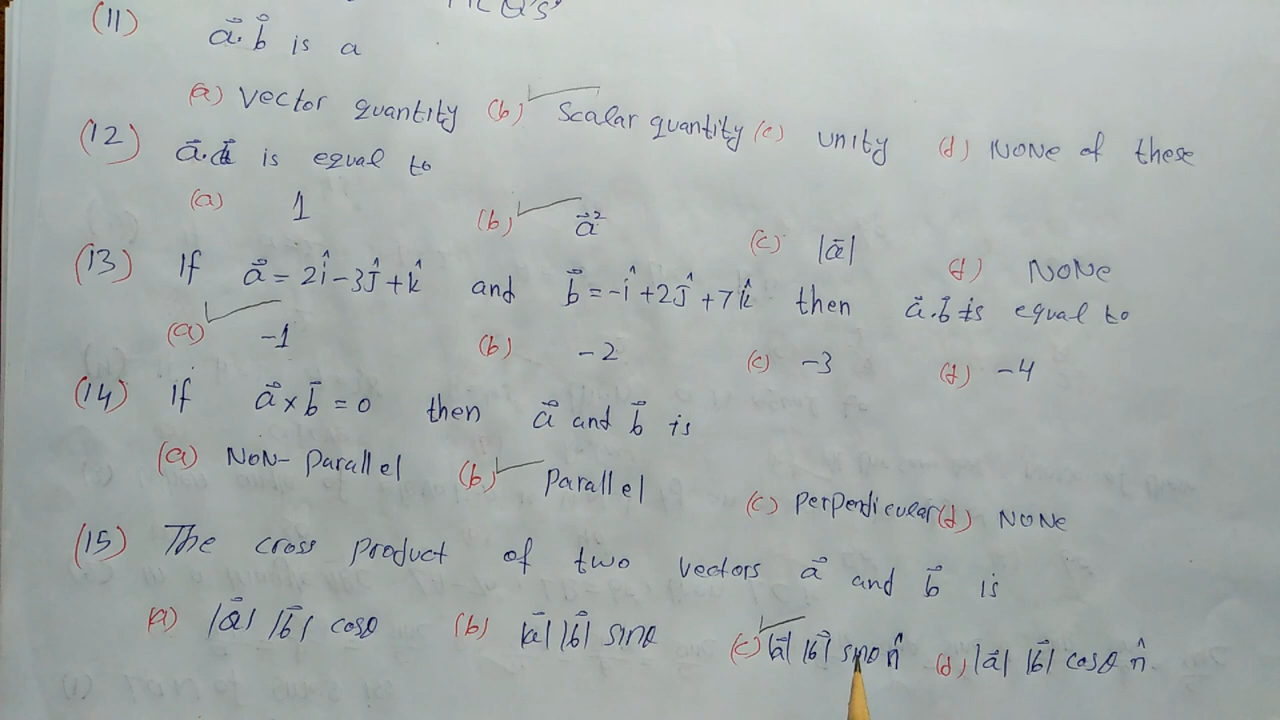 MCQ's
(11) a⃗.b⃗ is a
(a) Vector quantity (b) Scalar quantity (c) unity (d) NONE of these
(12) a⃗.a⃗ is equal to
(a) 1 (b) a⃗² (c) |a⃗| (d) NONE
(13) If a⃗ = 2î-3ĵ+k̂ and b⃗ = -î+2ĵ+7k̂ then a⃗.b⃗ is equal to
(a) -1 (b) -2 (c) -3 (d) -4
(14) If a⃗×b⃗ = 0 then a⃗ and b⃗ is
(a) NoN-Parallel (b) Parallel (c) Perpendicular (d) NONe
(15) The cross product of two vectors a⃗ and b⃗ is
(a) |a⃗| |b⃗| cosθ (b) |a⃗| |b⃗| sinθ (c) |a⃗| |b⃗| sinθ n̂ (d) |a⃗| |b⃗| cosθ n̂.